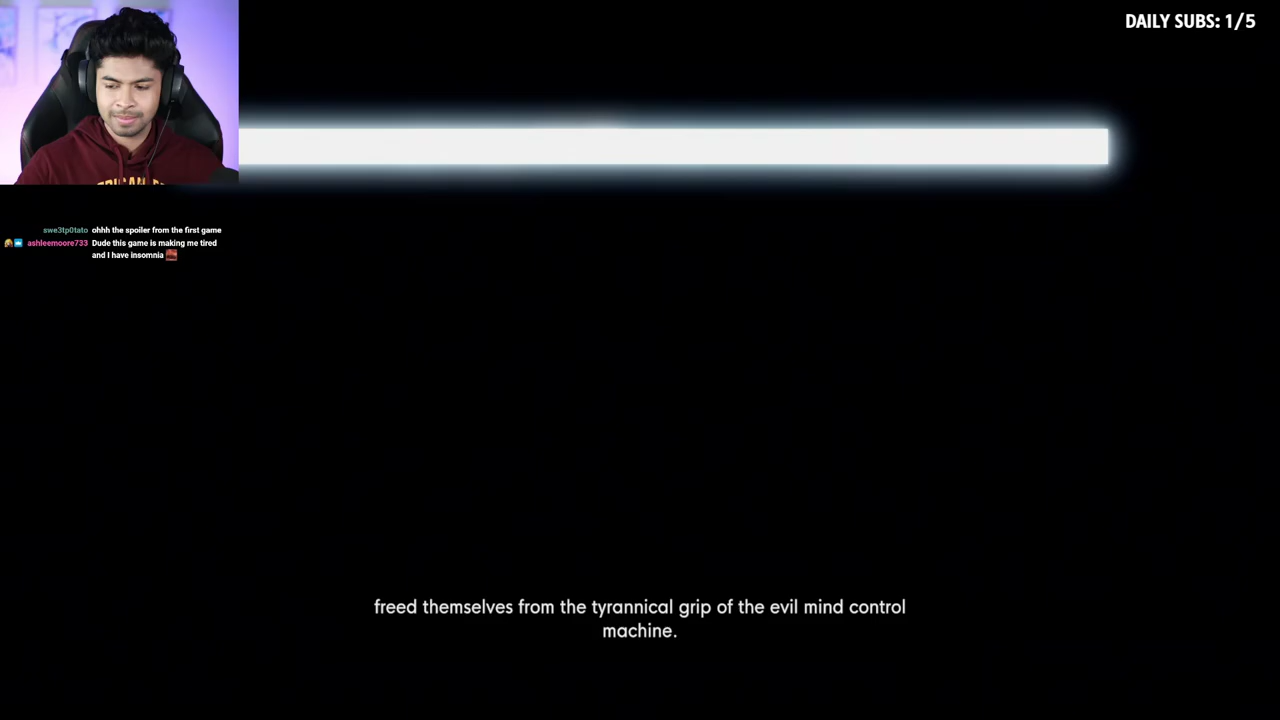 DAILY SUBS: 1/5
swe3tp0tato ohhh the spoiler from the first game
ashleemoore733 Dude this game is making me tired
and I have insomnia
freed themselves from the tyrannical grip of the evil mind control
machine.